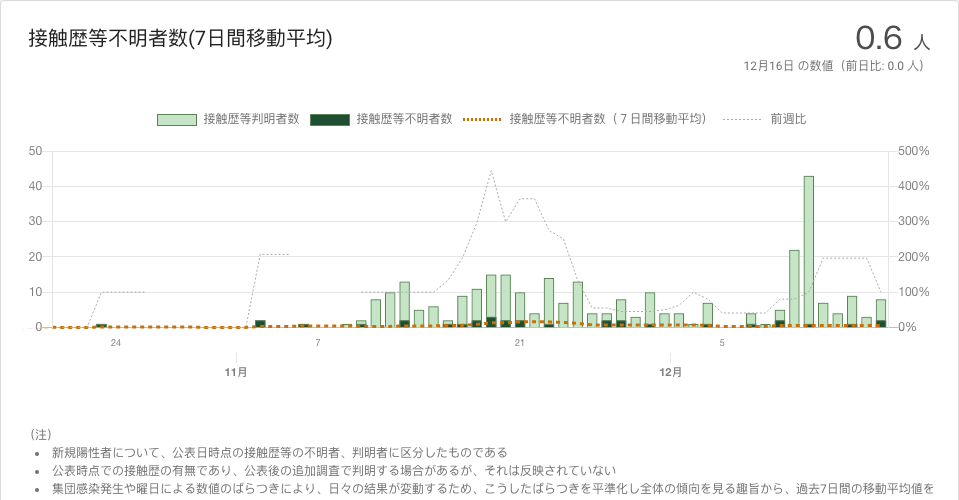 接触歴等不明者数(7日間移動平均)
0.6 人
12月16日 の数値（前日比: 0.0 人）
接触歴等判明者数 接触歴等不明者数 接触歴等不明者数（７日間移動平均） 前週比
50 500%
40 400%
30 300%
20 200%
10 100%
0 0%
24 7 21 5
11月 12月
（注）
• 新規陽性者について、公表日時点の接触歴等の不明者、判明者に区分したものである
• 公表時点での接触歴の有無であり、公表後の追加調査で判明する場合があるが、それは反映されていない
• 集団感染発生や曜日による数値のばらつきにより、日々の結果が変動するため、こうしたばらつきを平準化し全体の傾向を見る趣旨から、過去7日間の移動平均値を